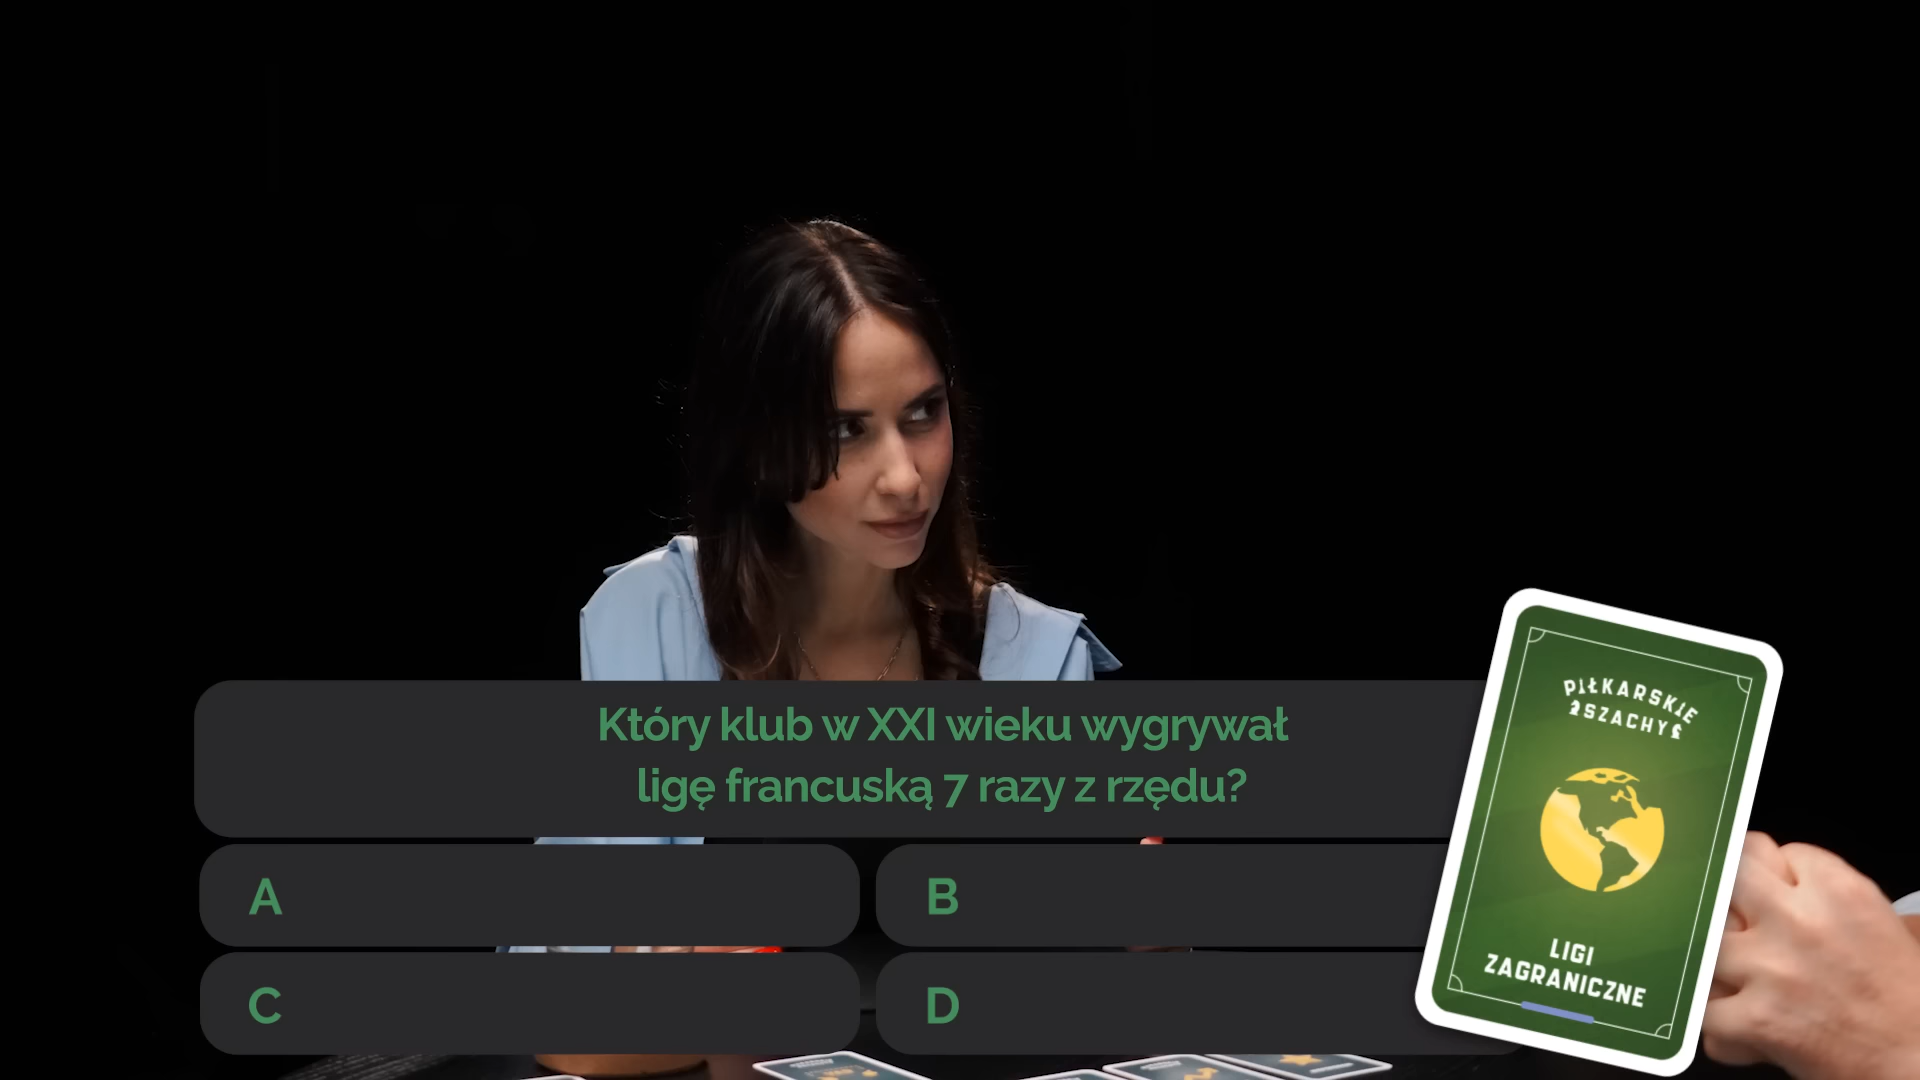 Który klub w XXI wieku wygrywał
ligę francuską 7 razy z rzędu?
A
B
C
D
PIŁKARSKIE
SZACHY
LIGI
ZAGRANICZNE